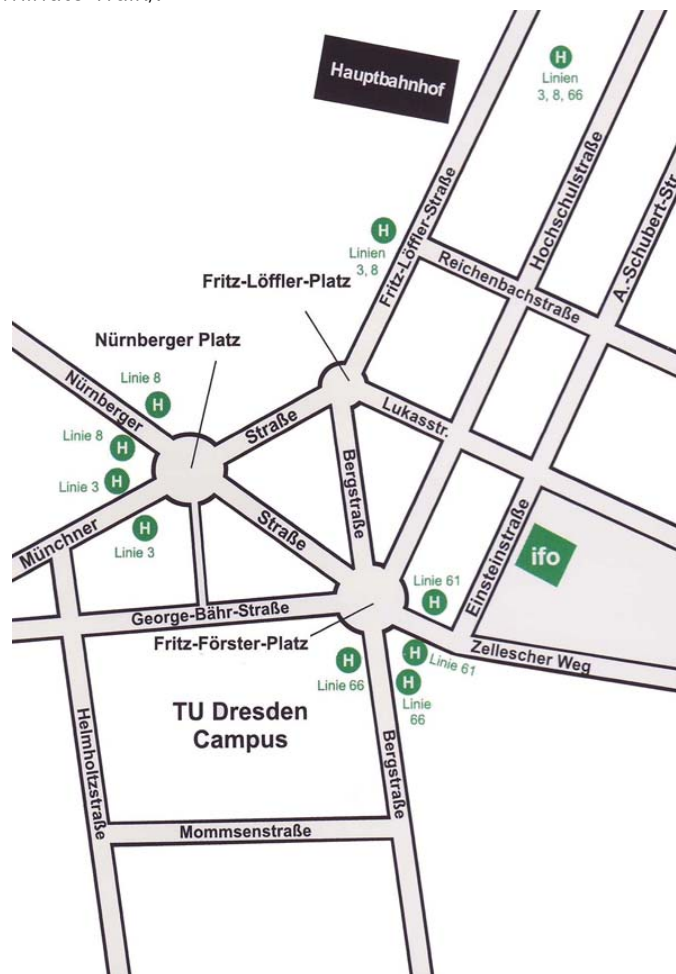 Hauptbahnhof
H
Linien
3, 8, 66
Hochschulstraße
Fritz-Löffler-Straße
A.-Schubert-Str
H
Linien
3, 8
Reichenbachstraße
Fritz-Löffler-Platz
Nürnberger Platz
Nürnberger
Linie 8
H
Straße
Lukasstr.
Linie 8
H
Linie 3
H
Bergstraße
Münchner
H
Linie 3
Straße
Einsteinstraße
ifo
Linie 61
H
George-Bähr-Straße
Fritz-Förster-Platz
H
Linie 66
H
Linie 61
Zellescher Weg
H
Linie
66
TU Dresden
Campus
Helmholtzstraße
Bergstraße
Mommsenstraße